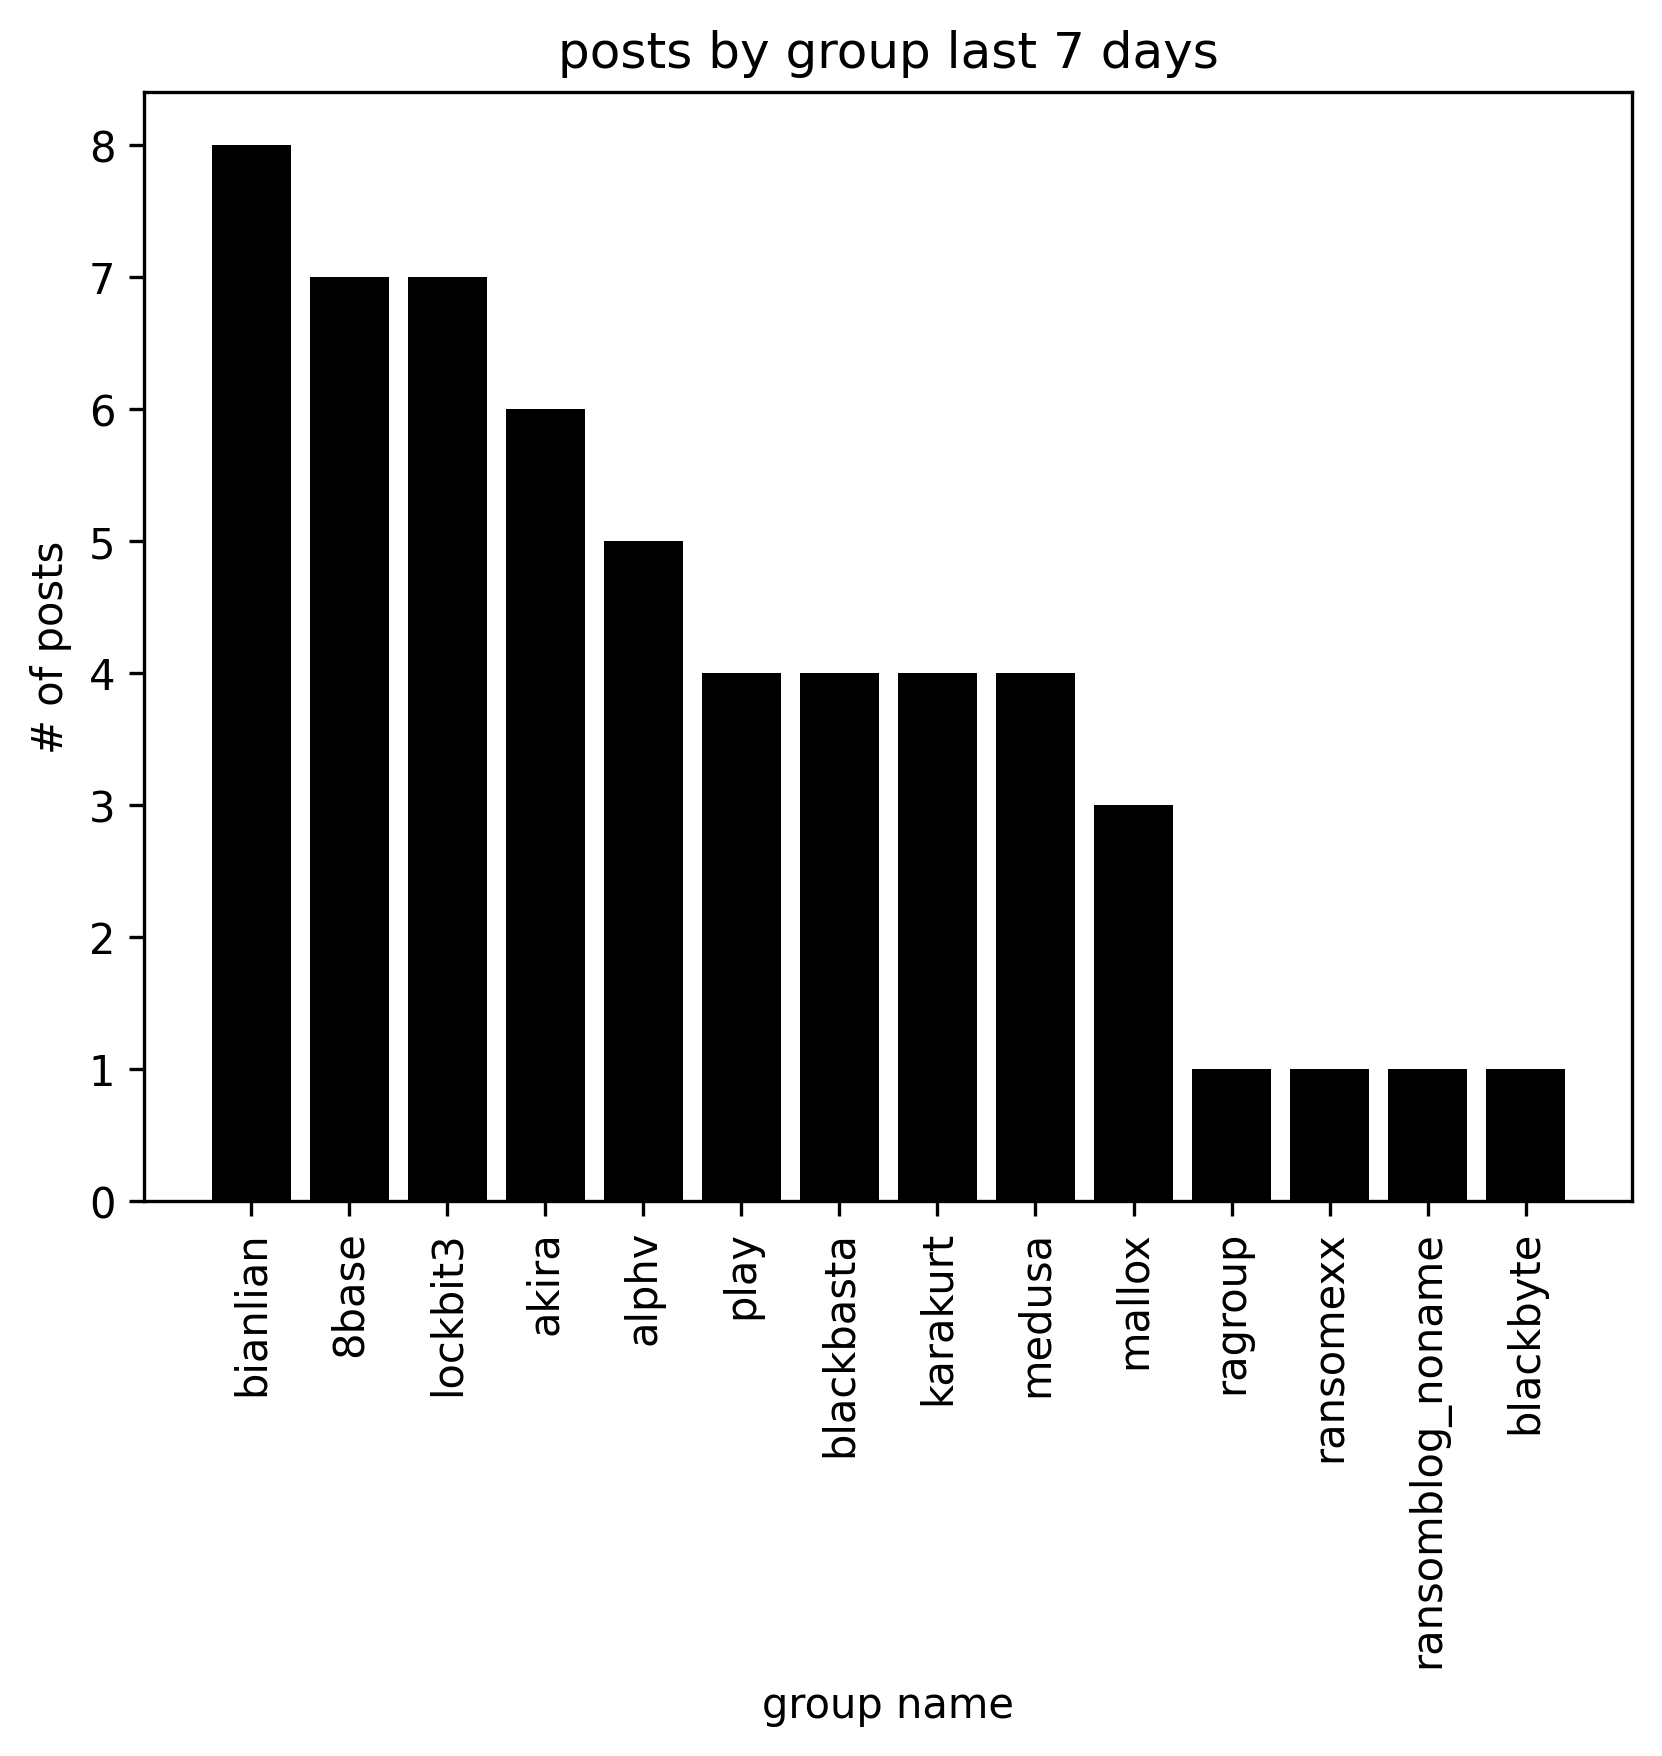 posts by group last 7 days
# of posts
8
7
6
5
4
3
2
1
0
bianlian
8base
lockbit3
akira
alphv
play
blackbasta
karakurt
medusa
mallox
ragroup
ransomexx
ransomblog_noname
blackbyte
group name